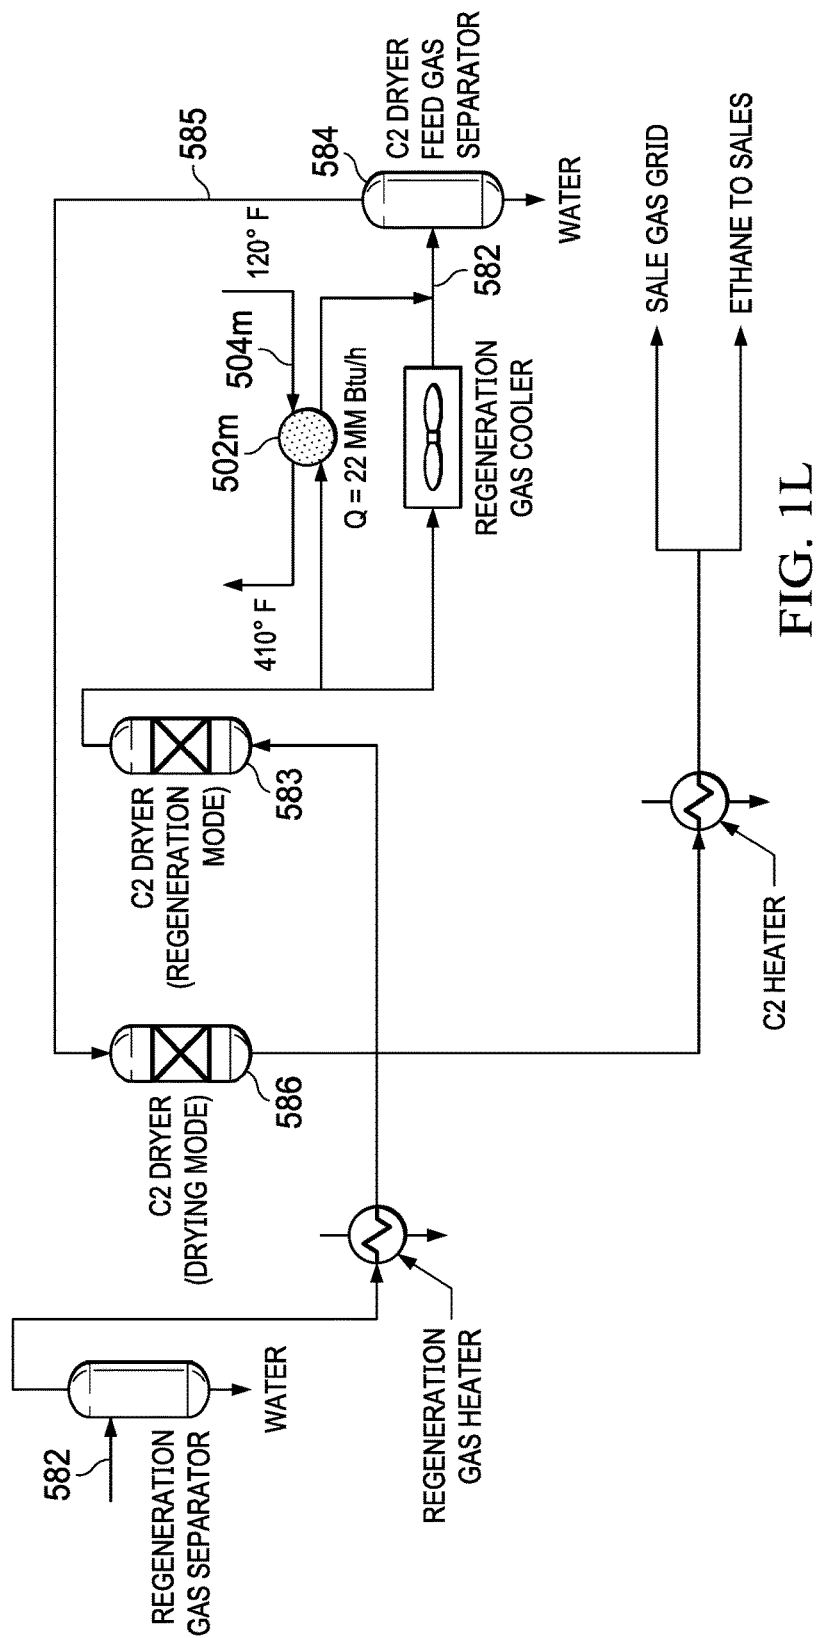 582
REGENERATION
GAS SEPARATOR
WATER
REGENERATION
GAS HEATER
C2 DRYER
(DRYING MODE)
586
C2 DRYER
(REGENERATION
MODE)
583
410° F
502m
504m
120° F
Q = 22 MM Btu/h
REGENERATION
GAS COOLER
582
585
584
C2 DRYER
FEED GAS
SEPARATOR
WATER
C2 HEATER
SALE GAS GRID
ETHANE TO SALES
FIG. 1L